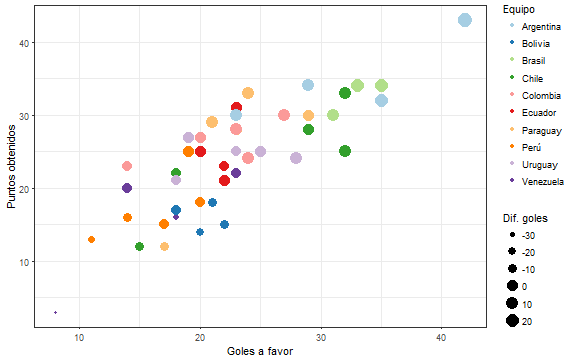 Puntos obtenidos
40
30
20
10
10
20
30
40
Goles a favor
Equipo
Argentina
Bolivia
Brasil
Chile
Colombia
Ecuador
Paraguay
Perú
Uruguay
Venezuela
Dif. goles
-30
-20
-10
0
10
20